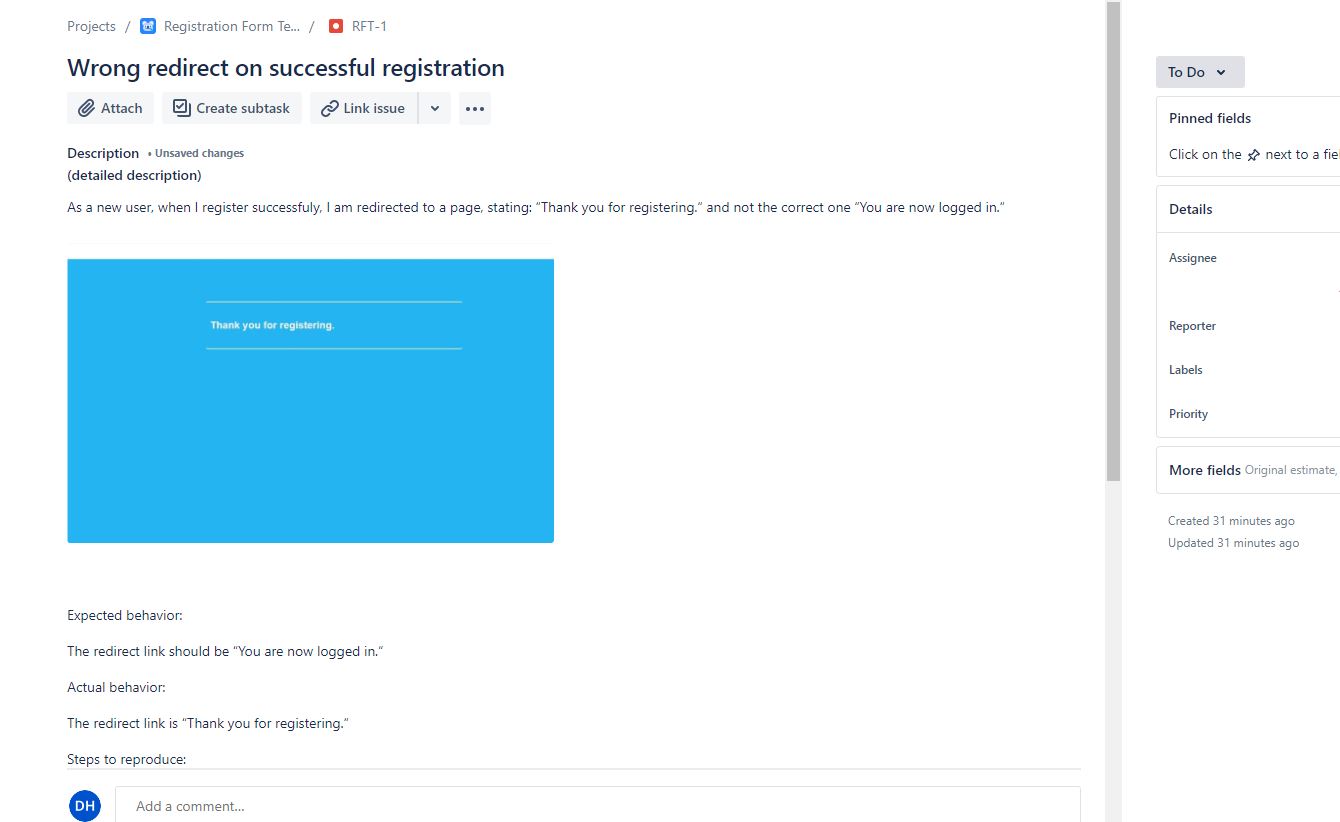 Projects / Registration Form Te... / RFT-1
Wrong redirect on successful registration
Attach Create subtask Link issue
Description • Unsaved changes
(detailed description)
As a new user, when I register successfuly, I am redirected to a page, stating: “Thank you for registering.” and not the correct one “You are now logged in.”
Thank you for registering.
Expected behavior:
The redirect link should be “You are now logged in.”
Actual behavior:
The redirect link is “Thank you for registering.”
Steps to reproduce:
DH Add a comment...
To Do
Pinned fields
Click on the next to a fie
Details
Assignee
Reporter
Labels
Priority
More fields Original estimate,
Created 31 minutes ago
Updated 31 minutes ago